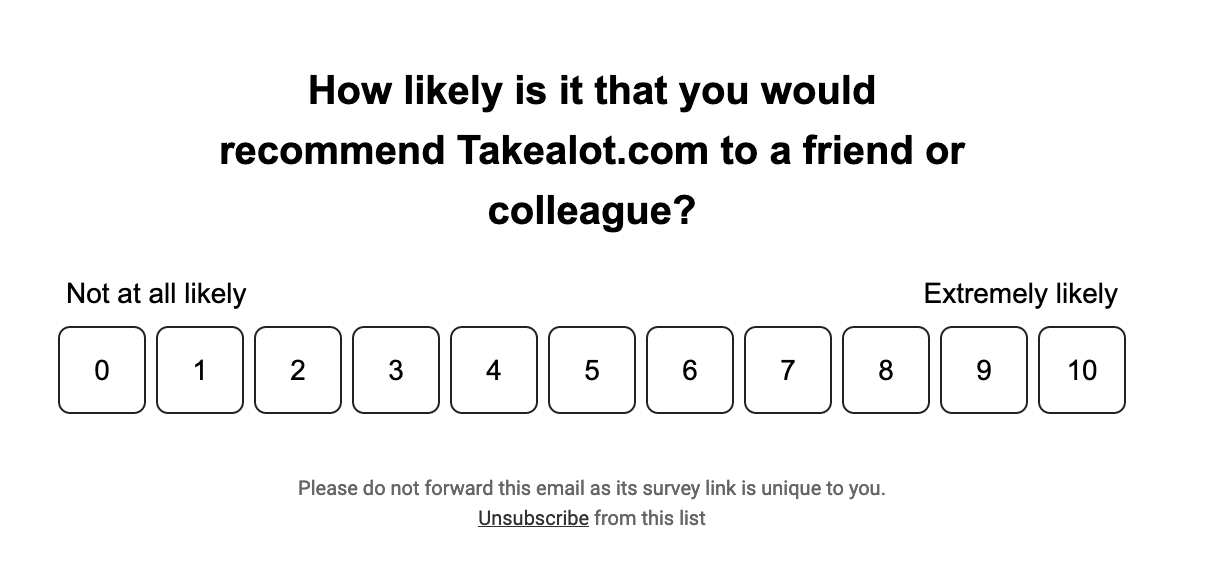 How likely is it that you would
recommend Takealot.com to a friend or
colleague?
Not at all likely Extremely likely
0 1 2 3 4 5 6 7 8 9 10
Please do not forward this email as its survey link is unique to you.
Unsubscribe from this list